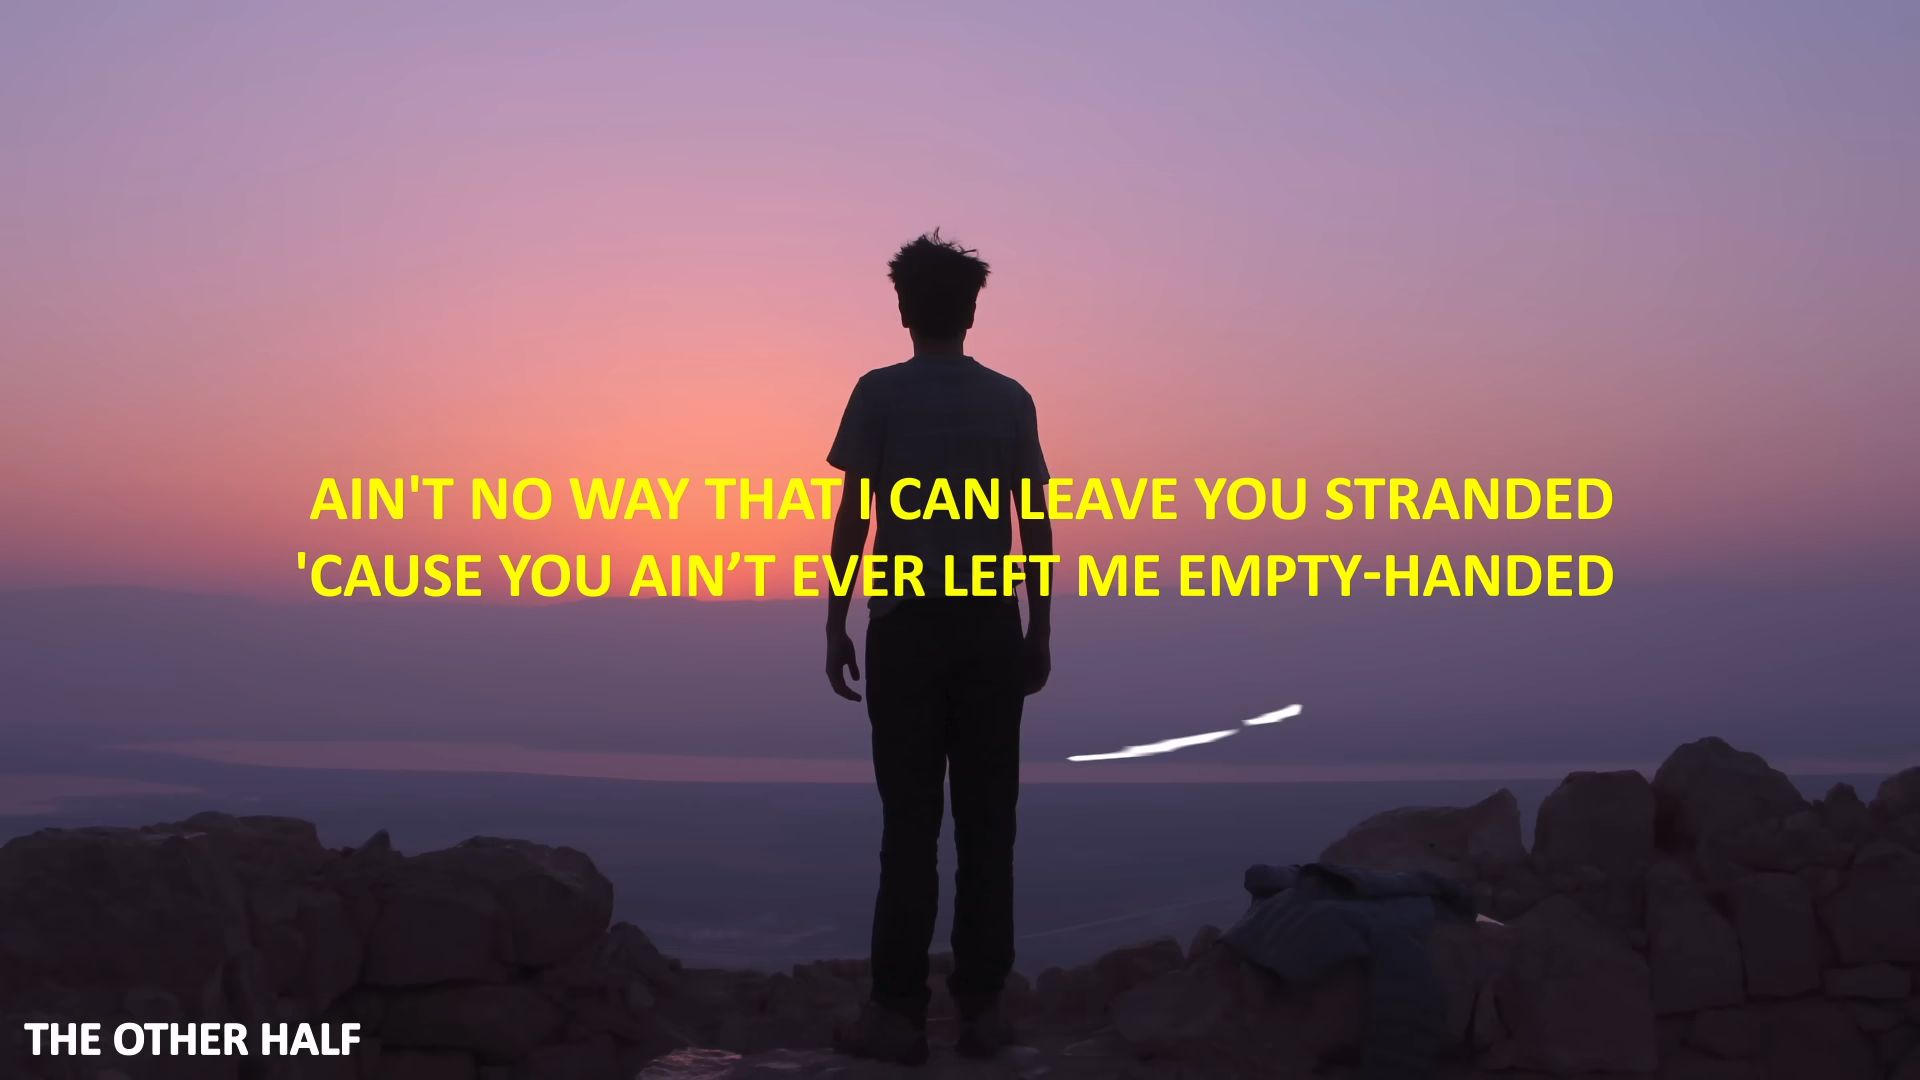 AIN'T NO WAY THAT I CAN LEAVE YOU STRANDED
'CAUSE YOU AIN’T EVER LEFT ME EMPTY-HANDED
THE OTHER HALF